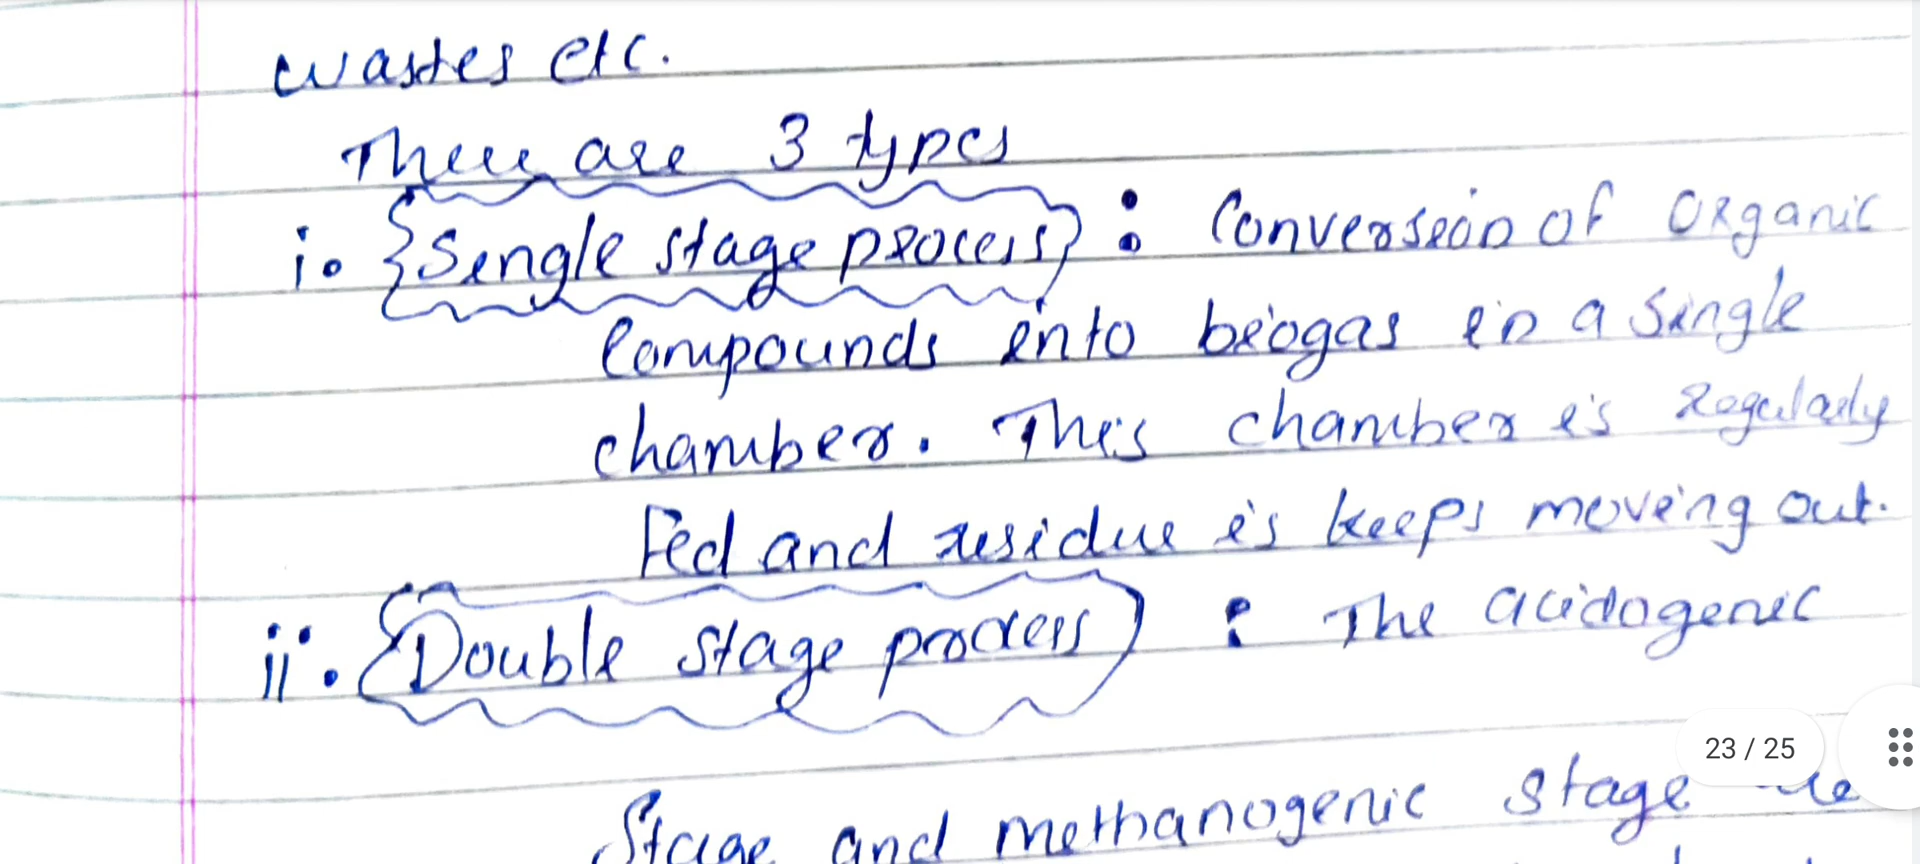 wastes etc.
There are 3 types
i. Single stage process : Conversion of Organic
Compounds into biogas in a single
chamber. This chamber is regularly
Fed and residue is keeps moving out.
ii. Double stage process : The acidogenic
23 / 25
Stage and methanogenic stage